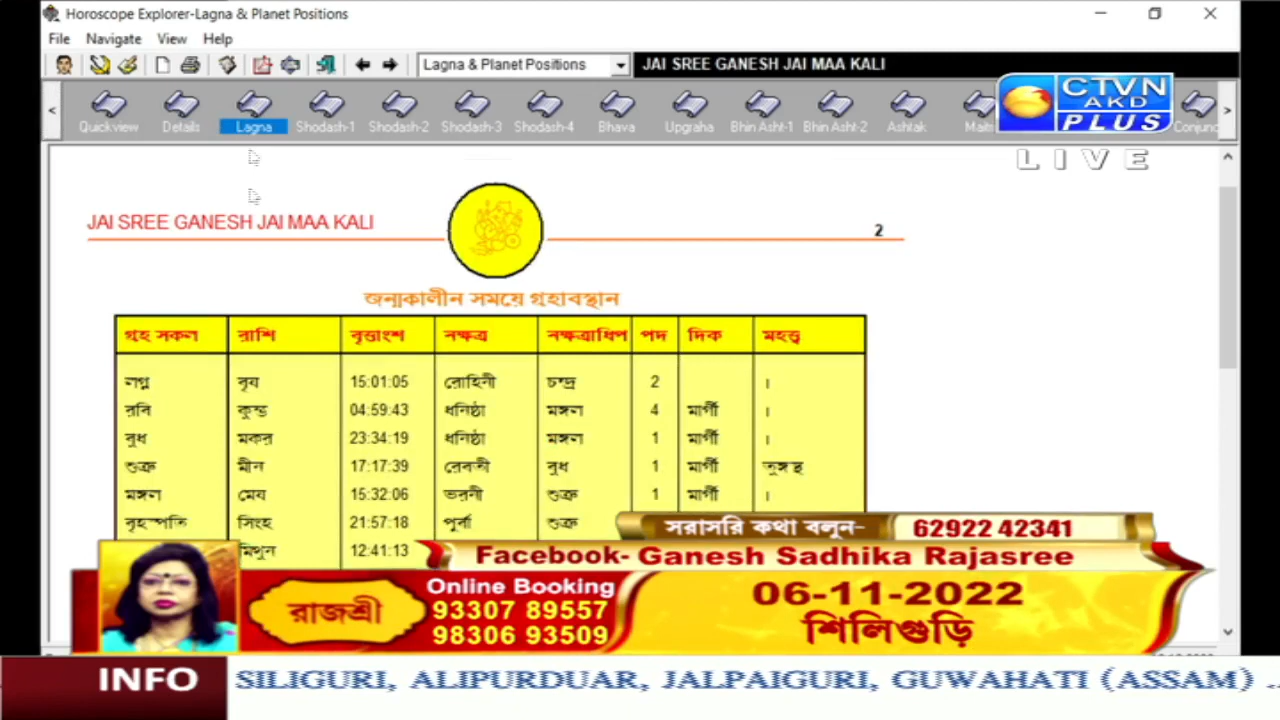 Horoscope Explorer-Lagna & Planet Positions
File Navigate View Help
Lagna & Planet Positions JAI SREE GANESH JAI MAA KALI
Quick view Details Lagna Shodash-1 Shodash-2 Shodash-3 Shodash-4 Bhava Upgraha Bhin Asht-1 Bhin Asht-2 Ashtak
CTVN
AKD
PLUS
LIVE
JAI SREE GANESH JAI MAA KALI 2
জন্মকালীন সময়ে গৃহাবস্থান
গৃহ সকল রাশি বৃত্তাংশ নক্ষত্র নক্ষত্রাধিপ পদ দিক মহত্ত্ব
লগ্ন বৃষ 15:01:05 রোহিনী চন্দ্র 2 ।
রবি কুম্ভ 04:59:43 ধনিষ্ঠা মঙ্গল 4 মার্গী ।
বুধ মকর 23:34:19 ধনিষ্ঠা মঙ্গল 1 মার্গী ।
শুক্র মীন 17:17:39 রেবতী বুধ 1 মার্গী তুঙ্গস্থ
মঙ্গল মেষ 15:32:06 ভরনী শুক্র 1 মার্গী ।
বৃহস্পতি সিংহ 21:57:18 পুর্বা শুক্র
মিথুন 12:41:13
সরাসরি কথা বলুন- 62922 42341
Facebook- Ganesh Sadhika Rajasree
রাজশ্রী
Online Booking
93307 89557
98306 93509
06-11-2022
শিলিগুড়ি
INFO SILIGURI, ALIPURDUAR, JALPAIGURI, GUWAHATI (ASSAM)